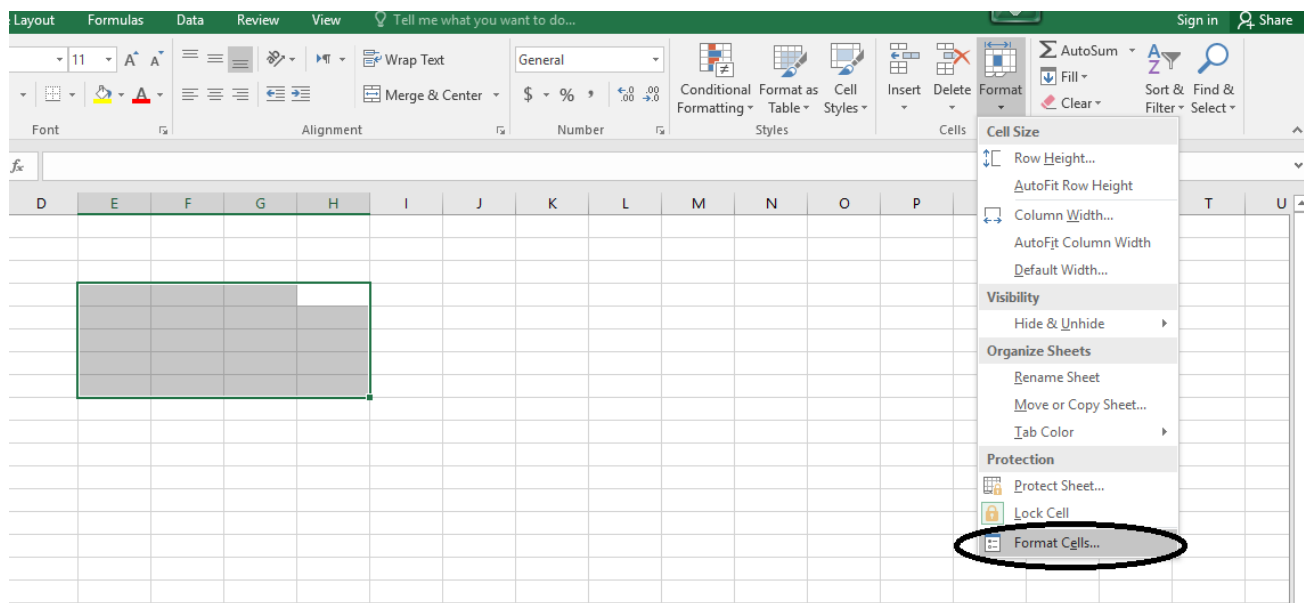 Layout Formulas Data Review View Tell me what you want to do... Sign in Share
11 A A Wrap Text General AutoSum A Z
Fill
$ % , .0 .00 .00 .0 Conditional Format as Cell Insert Delete Format Sort & Find &
Merge & Center Formatting Table Styles Clear Filter Select
A
Font Alignment Number Styles Cells
fx
D E F G H I J K L M N O P T U
Cell Size
Row Height...
AutoFit Row Height
Column Width...
AutoFit Column Width
Default Width...
Visibility
Hide & Unhide
Organize Sheets
Rename Sheet
Move or Copy Sheet...
Tab Color
Protection
Protect Sheet...
Lock Cell
Format Cells...